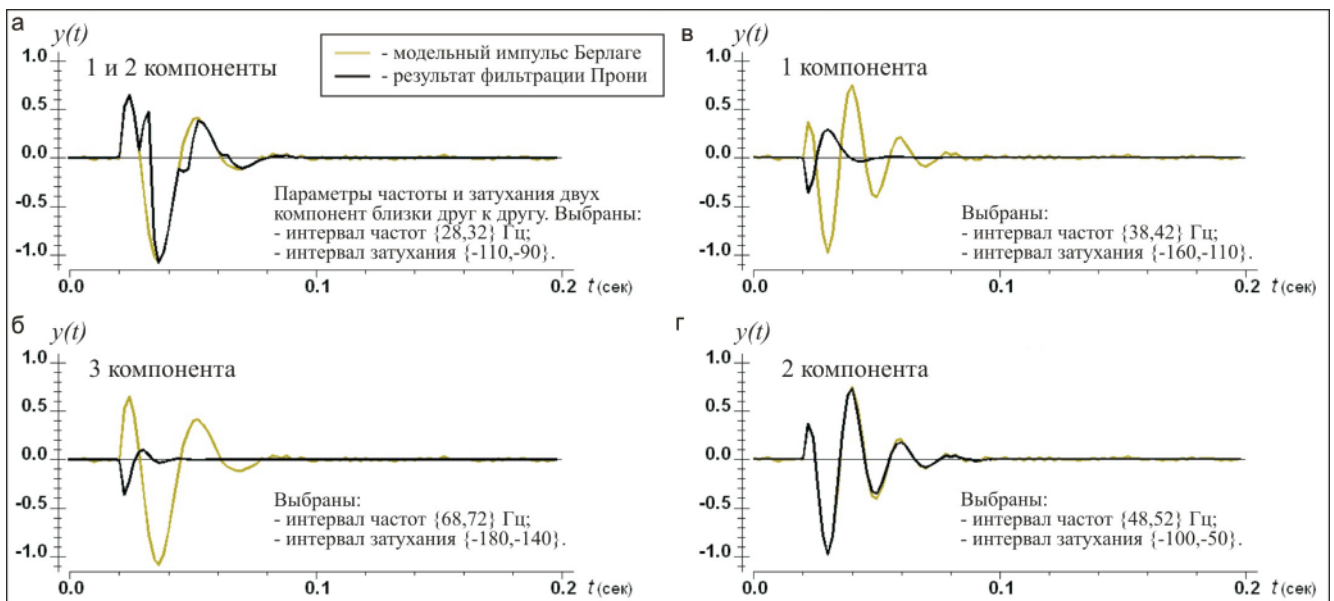 а
y(t)
1.0
0.5
0.0
-0.5
-1.0
1 и 2 компоненты
- модельный импульс Берлаге
- результат фильтрации Прони
Параметры частоты и затухания двух
компонент близки друг к другу. Выбраны:
- интервал частот {28,32} Гц;
- интервал затухания {-110,-90}.
0.0 0.1 0.2 t (сек)
в
y(t)
1.0
0.5
0.0
-0.5
-1.0
1 компонента
Выбраны:
- интервал частот {38,42} Гц;
- интервал затухания {-160,-110}.
0.0 0.1 0.2 t (сек)
б
y(t)
1.0
0.5
0.0
-0.5
-1.0
3 компонента
Выбраны:
- интервал частот {68,72} Гц;
- интервал затухания {-180,-140}.
0.0 0.1 0.2 t (сек)
г
y(t)
1.0
0.5
0.0
-0.5
-1.0
2 компонента
Выбраны:
- интервал частот {48,52} Гц;
- интервал затухания {-100,-50}.
0.0 0.1 0.2 t (сек)